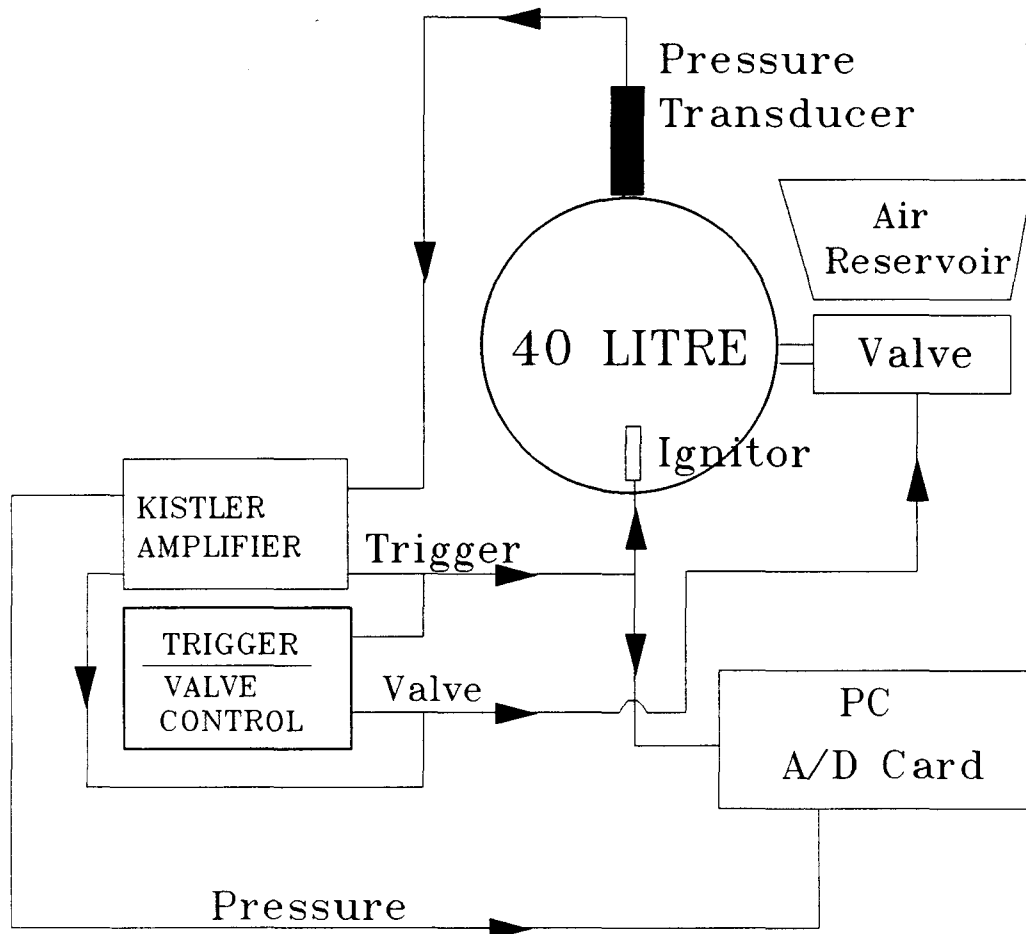 Pressure
Transducer
Air
Reservoir
40 LITRE
Valve
Ignitor
KISTLER
AMPLIFIER
Trigger
TRIGGER
VALVE
CONTROL
Valve
PC
A/D Card
Pressure